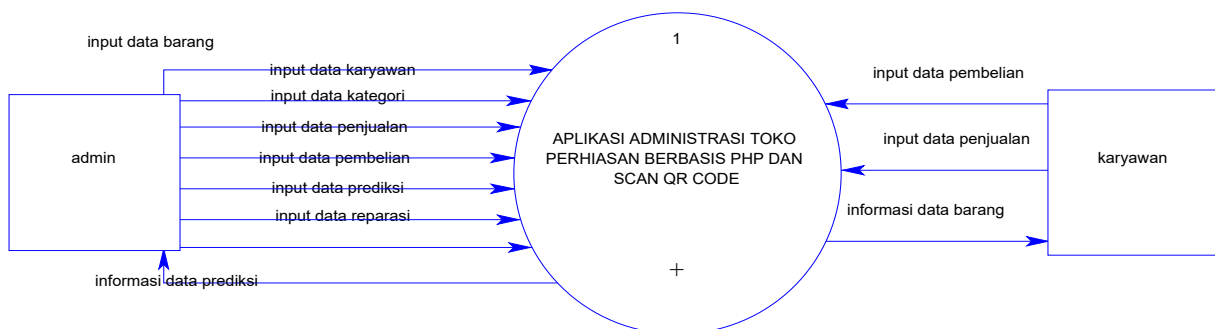 input data barang
input data karyawan
input data kategori
input data penjualan
input data pembelian
input data prediksi
input data reparasi
informasi data prediksi
admin
1
APLIKASI ADMINISTRASI TOKO
PERHIASAN BERBASIS PHP DAN
SCAN QR CODE
+
input data pembelian
input data penjualan
informasi data barang
karyawan